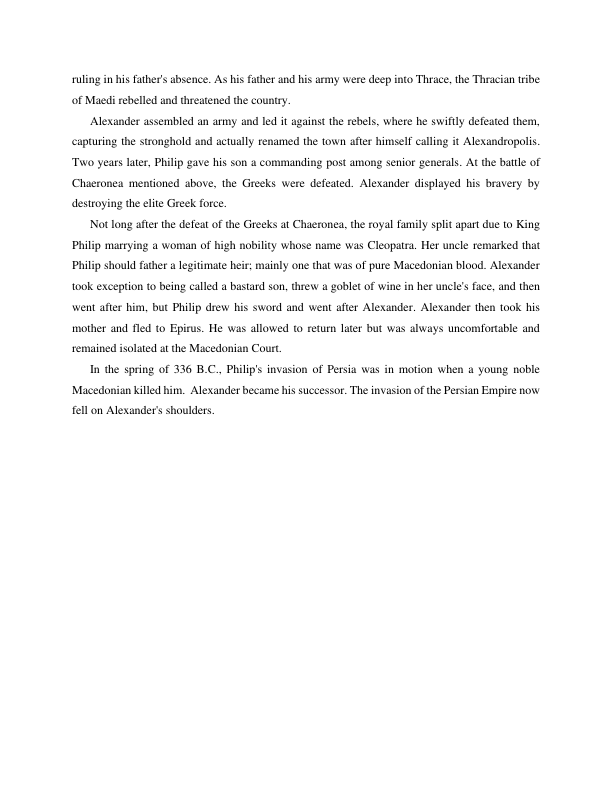 ruling in his father's absence. As his father and his army were deep into Thrace, the Thracian tribe
of Maedi rebelled and threatened the country.
Alexander assembled an army and led it against the rebels, where he swiftly defeated them,
capturing the stronghold and actually renamed the town after himself calling it Alexandropolis.
Two years later, Philip gave his son a commanding post among senior generals. At the battle of
Chaeronea mentioned above, the Greeks were defeated. Alexander displayed his bravery by
destroying the elite Greek force.
Not long after the defeat of the Greeks at Chaeronea, the royal family split apart due to King
Philip marrying a woman of high nobility whose name was Cleopatra. Her uncle remarked that
Philip should father a legitimate heir; mainly one that was of pure Macedonian blood. Alexander
took exception to being called a bastard son, threw a goblet of wine in her uncle's face, and then
went after him, but Philip drew his sword and went after Alexander. Alexander then took his
mother and fled to Epirus. He was allowed to return later but was always uncomfortable and
remained isolated at the Macedonian Court.
In the spring of 336 B.C., Philip's invasion of Persia was in motion when a young noble
Macedonian killed him.  Alexander became his successor. The invasion of the Persian Empire now
fell on Alexander's shoulders.